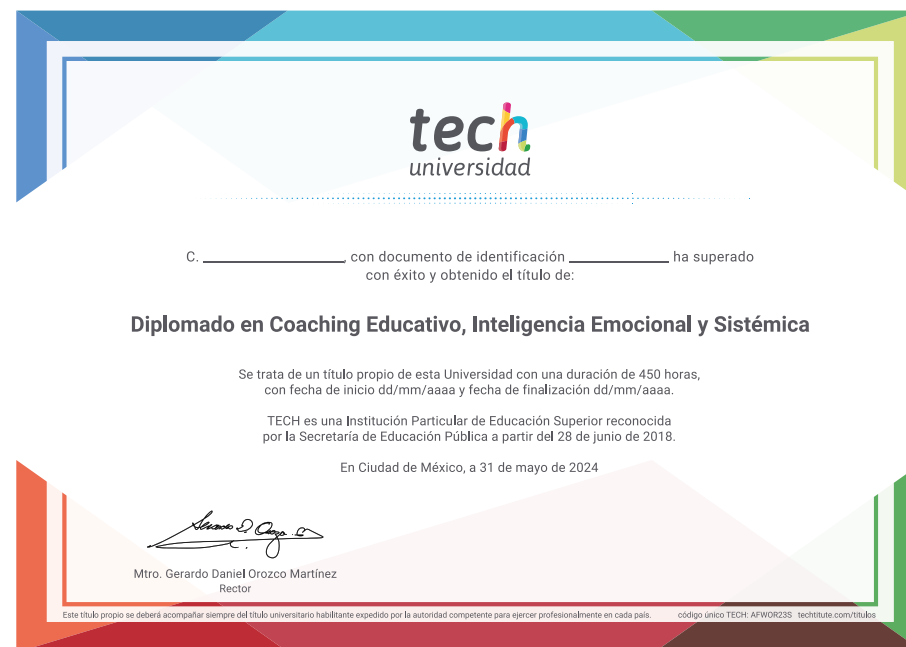 tech
universidad
C. ____________________, con documento de identificación ______________ ha superado
con éxito y obtenido el título de:
Diplomado en Coaching Educativo, Inteligencia Emocional y Sistémica
Se trata de un título propio de esta Universidad con una duración de 450 horas,
con fecha de inicio dd/mm/aaaa y fecha de finalización dd/mm/aaaa.
TECH es una Institución Particular de Educación Superior reconocida
por la Secretaría de Educación Pública a partir del 28 de junio de 2018.
En Ciudad de México, a 31 de mayo de 2024
Mtro. Gerardo Daniel Orozco Martínez
Rector
Este título propio se deberá acompañar siempre del título universitario habilitante expedido por la autoridad competente para ejercer profesionalmente en cada país. código único TECH: AFWOR23S techtitute.com/titulos